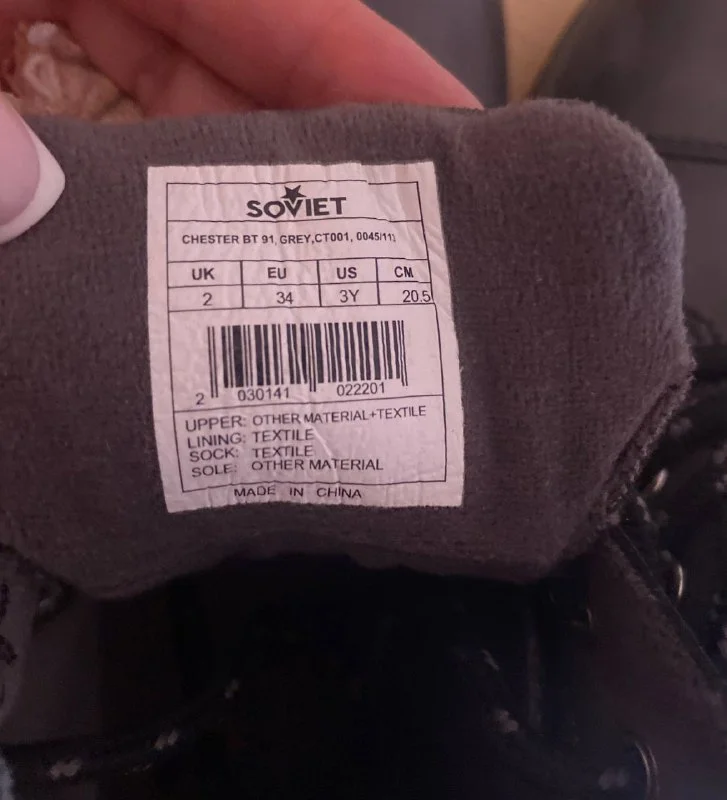 SOVIET
CHESTER BT 91, GREY,CT001, 0045/11)
UK EU US CM
2 34 3Y 20.5
2 030141 022201
UPPER: OTHER MATERIAL+TEXTILE
LINING: TEXTILE
SOCK: TEXTILE
SOLE: OTHER MATERIAL
MADE IN CHINA